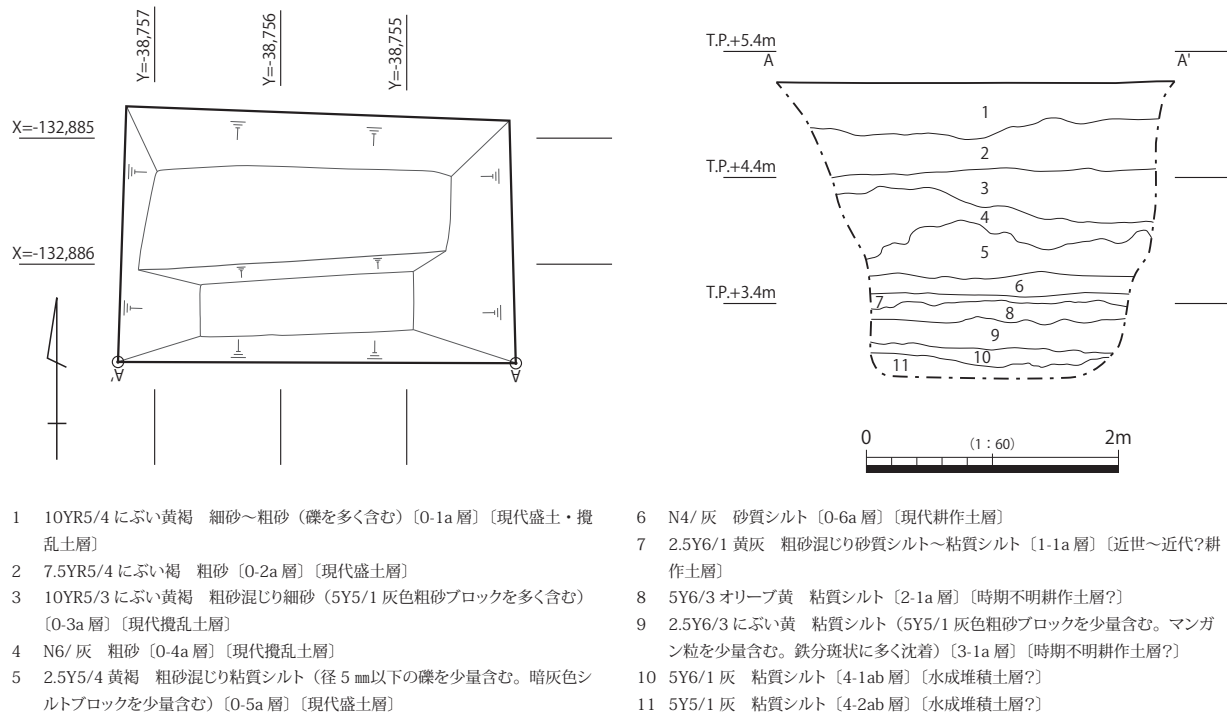 Y=-38,757
Y=-38,756
Y=-38,755
X=-132,885
X=-132,886
A'
A
T.P.+5.4m
A
A'
T.P.+4.4m
T.P.+3.4m
1
2
3
4
5
6
7
8
9
10
11
0
(1：60)
2m
1 10YR5/4 にぶい黄褐 細砂～粗砂（礫を多く含む）〔0-1a 層〕〔現代盛土・攪
乱土層〕
2 7.5YR5/4 にぶい褐 粗砂〔0-2a 層〕〔現代盛土層〕
3 10YR5/3 にぶい黄褐 粗砂混じり細砂（5Y5/1 灰色粗砂ブロックを多く含む）
〔0-3a 層〕〔現代攪乱土層〕
4 N6/ 灰 粗砂〔0-4a 層〕〔現代攪乱土層〕
5 2.5Y5/4 黄褐 粗砂混じり粘質シルト（径 5 ㎜以下の礫を少量含む。暗灰色シ
ルトブロックを少量含む）〔0-5a 層〕〔現代盛土層〕
6 N4/ 灰 砂質シルト〔0-6a 層〕〔現代耕作土層〕
7 2.5Y6/1 黄灰 粗砂混じり砂質シルト～粘質シルト〔1-1a 層〕〔近世～近代?耕
作土層〕
8 5Y6/3 オリーブ黄 粘質シルト〔2-1a 層〕〔時期不明耕作土層?〕
9 2.5Y6/3 にぶい黄 粘質シルト（5Y5/1 灰色粗砂ブロックを少量含む。マンガ
ン粒を少量含む。鉄分斑状に多く沈着）〔3-1a 層〕〔時期不明耕作土層?〕
10 5Y6/1 灰 粘質シルト〔4-1ab 層〕〔水成堆積土層?〕
11 5Y5/1 灰 粘質シルト〔4-2ab 層〕〔水成堆積土層?〕